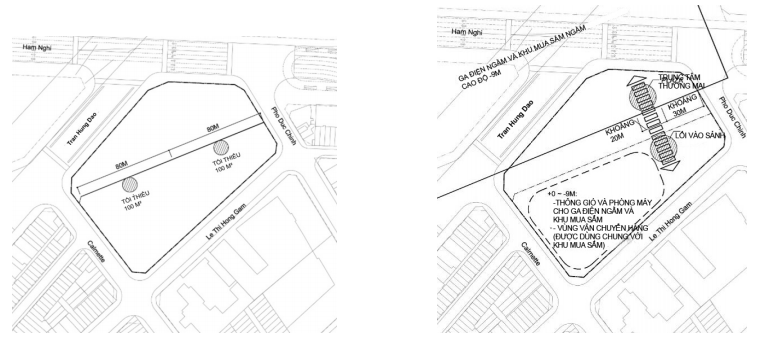 Ham Nghi
Tran Hung Dao
Pho Duc Chinh
80M
80M
TỐI THIỂU
100 M²
TỐI THIỂU
100 M²
Le Thi Hong Gam
Calmette
Ham Nghi
GA ĐIỆN NGẦM VÀ KHU MUA SẮM NGẦM
CAO ĐỘ -9M
Tran Hung Dao
TRUNG TÂM
THƯƠNG MẠI
KHOẢNG
30M
KHOẢNG
20M
Pho Duc Chinh
LỐI VÀO SẢNH
+0 ~ -9M:
-THÔNG GIÓ VÀ PHÒNG MÁY
CHO GA ĐIỆN NGẦM VÀ
KHU MUA SẮM
- VÙNG VẬN CHUYỂN HÀNG
(ĐƯỢC DÙNG CHUNG VỚI
KHU MUA SẮM)
Le Thi Hong Gam
Calmette